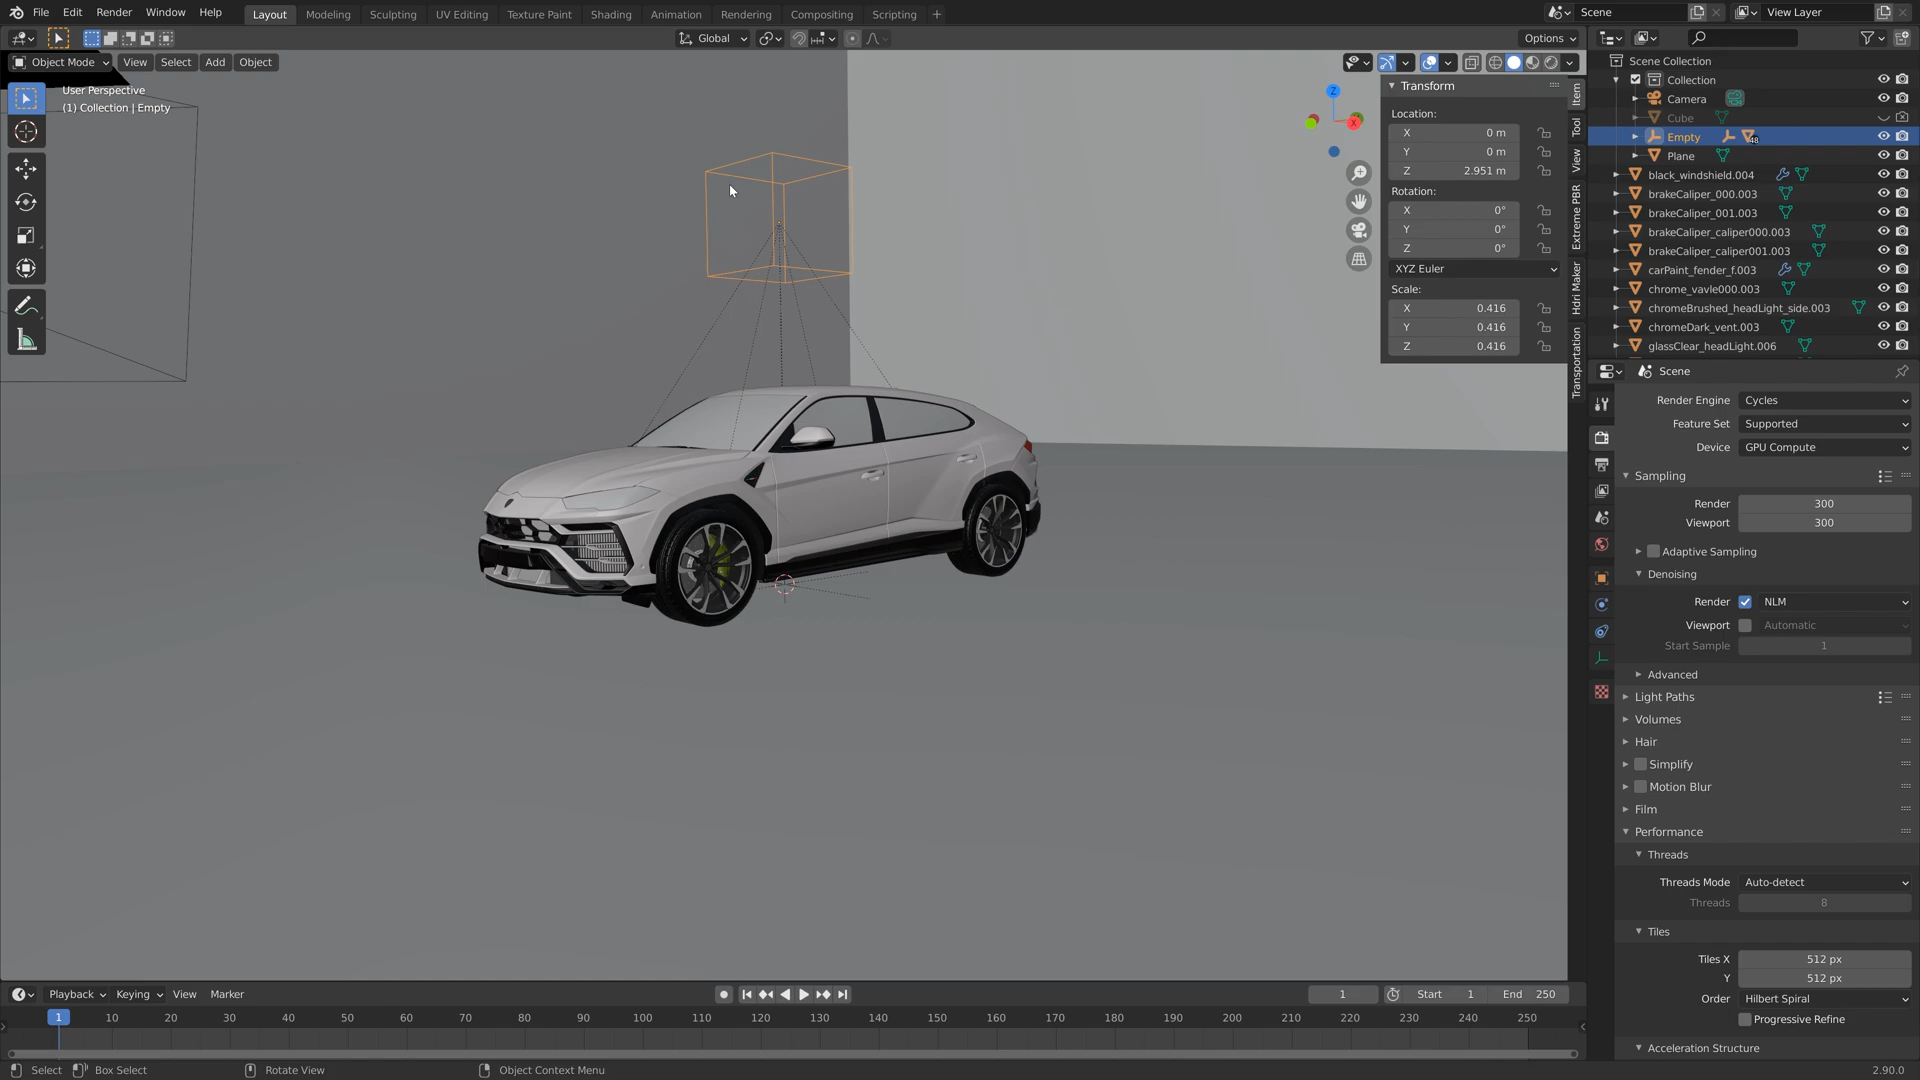 File Edit Render Window Help Layout Modeling Sculpting UV Editing Texture Paint Shading Animation Rendering Compositing Scripting + Scene View Layer
Global Options
Object Mode View Select Add Object
User Perspective
(1) Collection | Empty
Z
X
Transform
Location:
X 0 m
Y 0 m
Z 2.951 m
Rotation:
X 0°
Y 0°
Z 0°
XYZ Euler
Scale:
X 0.416
Y 0.416
Z 0.416
Item
Tool
View
Extreme PBR
Hdri Maker
Transportation
Scene Collection
Collection
Camera
Cube
Empty 48
Plane
black_windshield.004
brakeCaliper_000.003
brakeCaliper_001.003
brakeCaliper_caliper000.003
brakeCaliper_caliper001.003
carPaint_fender_f.003
chrome_vavle000.003
chromeBrushed_headLight_side.003
chromeDark_vent.003
glassClear_headLight.006
Scene
Render Engine Cycles
Feature Set Supported
Device GPU Compute
Sampling
Render 300
Viewport 300
Adaptive Sampling
Denoising
Render NLM
Viewport Automatic
Start Sample 1
Advanced
Light Paths
Volumes
Hair
Simplify
Motion Blur
Film
Performance
Threads
Threads Mode Auto-detect
Threads 8
Tiles
Tiles X 512 px
Y 512 px
Order Hilbert Spiral
Progressive Refine
Acceleration Structure
Playback Keying View Marker 1 Start 1 End 250
1 10 20 30 40 50 60 70 80 90 100 110 120 130 140 150 160 170 180 190 200 210 220 230 240 250
Select Box Select Rotate View Object Context Menu 2.90.0